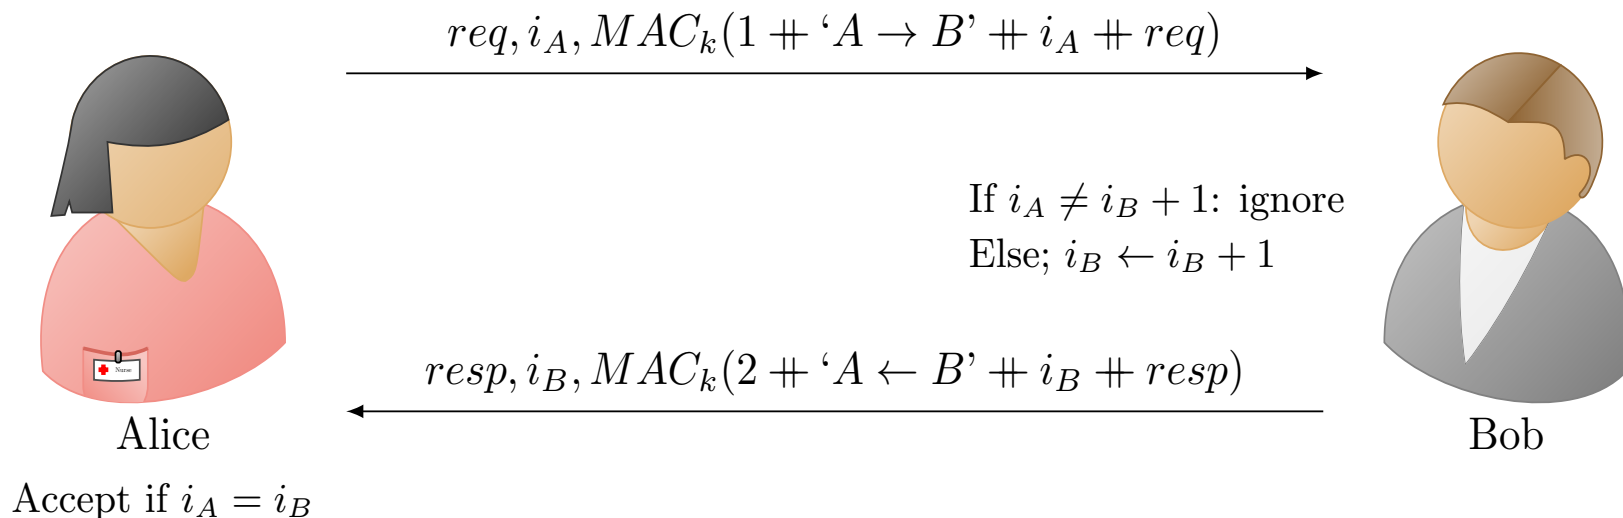 req, i_A, MAC_k(1 ⧺ ‘A → B’ ⧺ i_A ⧺ req)
If i_A ≠ i_B + 1: ignore
Else; i_B ← i_B + 1
resp, i_B, MAC_k(2 ⧺ ‘A ← B’ ⧺ i_B ⧺ resp)
Nurse
Alice
Bob
Accept if i_A = i_B